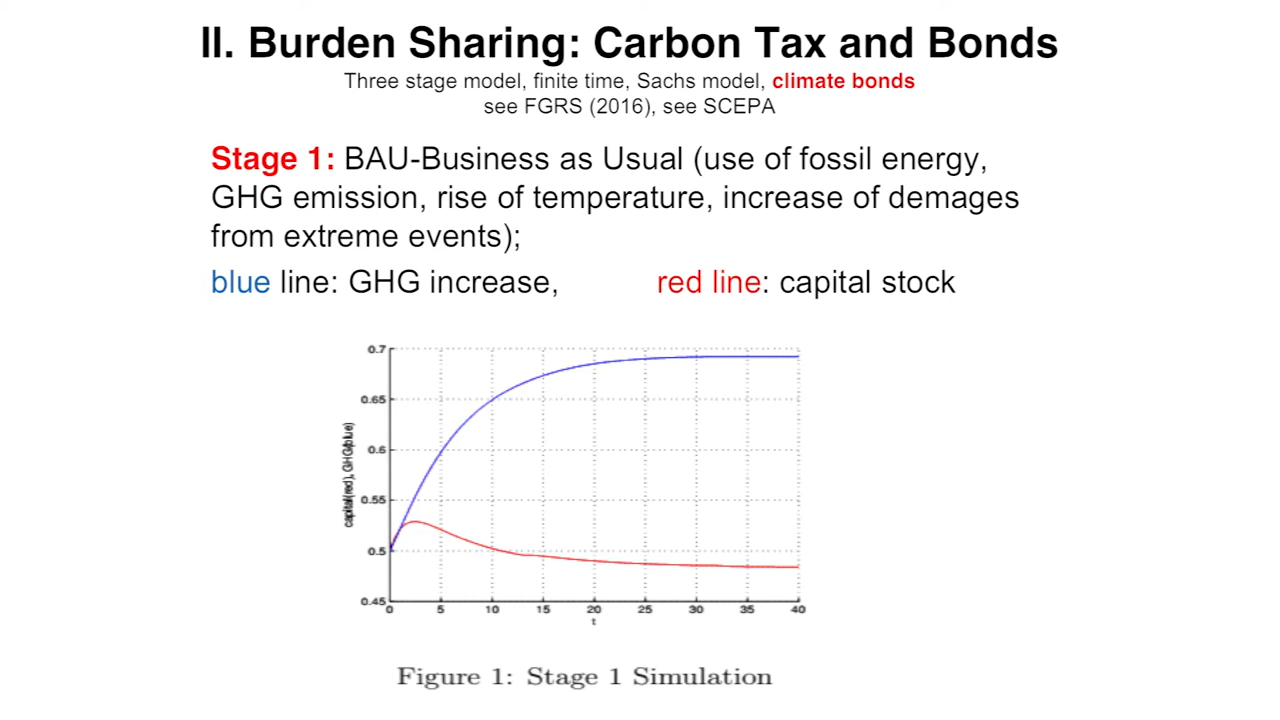 II. Burden Sharing: Carbon Tax and Bonds
Three stage model, finite time, Sachs model, climate bonds
see FGRS (2016), see SCEPA
Stage 1: BAU-Business as Usual (use of fossil energy,
GHG emission, rise of temperature, increase of demages
from extreme events);
blue line: GHG increase, red line: capital stock
capital(red), GHG(blue)
0.7
0.65
0.6
0.55
0.5
0.45
0 5 10 15 20 25 30 35 40
t
Figure 1: Stage 1 Simulation